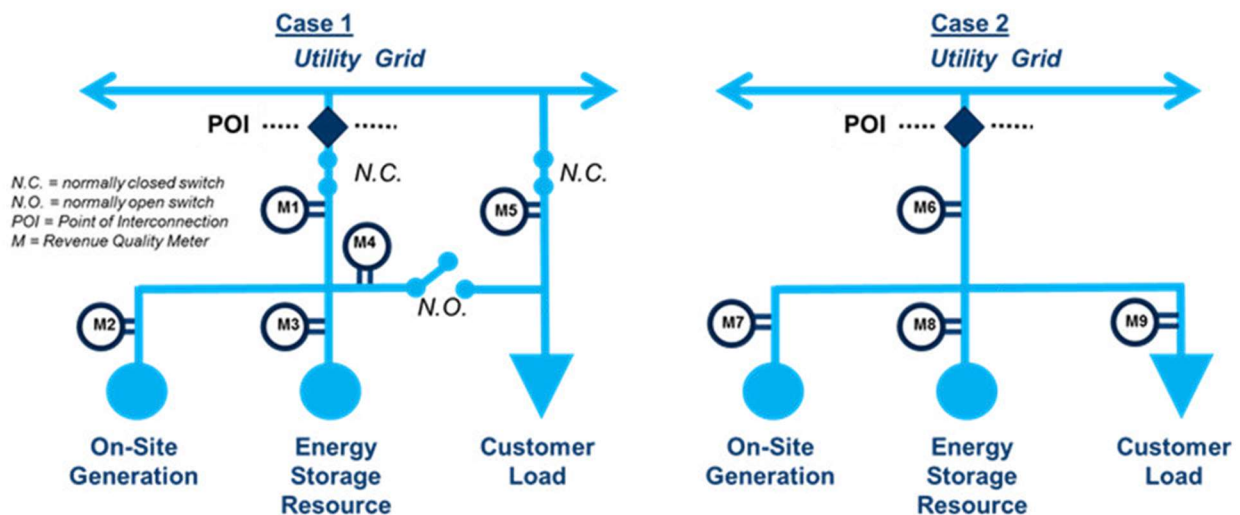 Case 1
Utility Grid
POI
N.C.
N.C.
N.C. = normally closed switch
N.O. = normally open switch
POI = Point of Interconnection
M = Revenue Quality Meter
M1
M5
M4
N.O.
M2
M3
On-Site
Generation
Energy
Storage
Resource
Customer
Load
Case 2
Utility Grid
POI
M6
M7
M8
M9
On-Site
Generation
Energy
Storage
Resource
Customer
Load